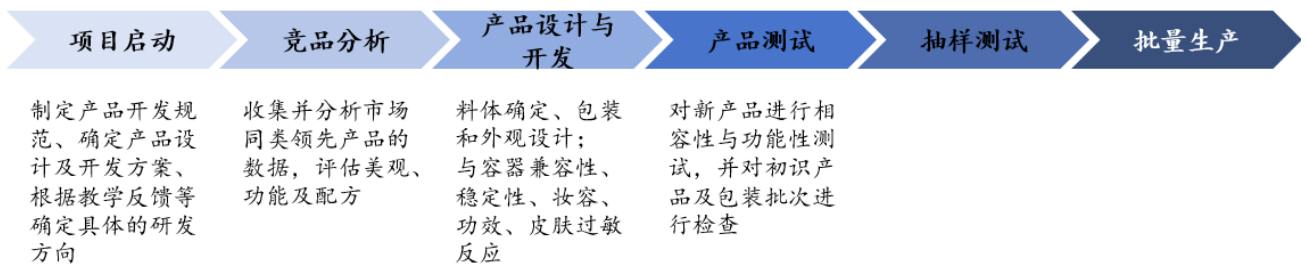 项目启动
竞品分析
产品设计与
开发
产品测试
抽样测试
批量生产
制定产品开发规
范、确定产品设
计及开发方案、
根据教学反馈等
确定具体的研发
方向
收集并分析市场
同类领先产品的
数据，评估美观、
功能及配方
料体确定、包装
和外观设计；
与容器兼容性、
稳定性、妆容、
功效、皮肤过敏
反应
对新产品进行相
容性与功能性测
试，并对初识产
品及包装批次进
行检查